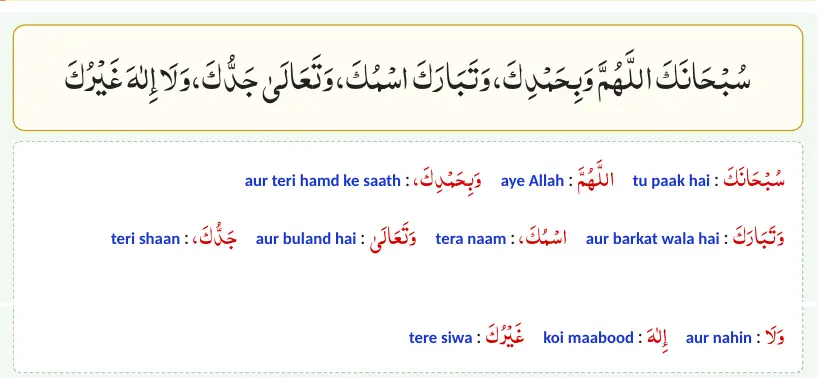 سُبْحَانَكَ اللَّهُمَّ وَبِحَمْدِكَ، وَتَبَارَكَ اسْمُكَ، وَتَعَالَىٰ جَدُّكَ، وَلَا إِلٰهَ غَيْرُكَ
سُبْحَانَكَ : tu paak hai اللَّهُمَّ : aye Allah وَبِحَمْدِكَ، : aur teri hamd ke saath
وَتَبَارَكَ : aur barkat wala hai اسْمُكَ، : tera naam وَتَعَالَىٰ : aur buland hai جَدُّكَ، : teri shaan
وَلَا : aur nahin إِلٰهَ : koi maabood غَيْرُكَ : tere siwa